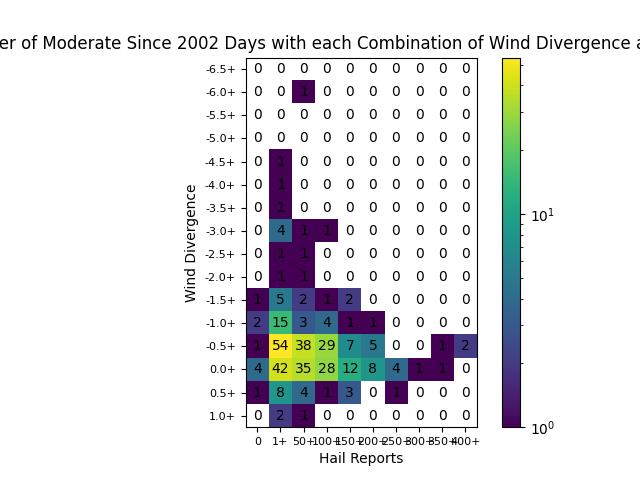 er of Moderate Since 2002 Days with each Combination of Wind Divergence a
-6.5+ 0 0 0 0 0 0 0 0 0 0
-6.0+ 0 0 1 0 0 0 0 0 0 0
-5.5+ 0 0 0 0 0 0 0 0 0 0
-5.0+ 0 0 0 0 0 0 0 0 0 0
-4.5+ 0 1 0 0 0 0 0 0 0 0
-4.0+ 0 1 0 0 0 0 0 0 0 0
-3.5+ 0 1 0 0 0 0 0 0 0 0
-3.0+ 0 4 1 1 0 0 0 0 0 0
-2.5+ 0 1 1 0 0 0 0 0 0 0
-2.0+ 0 1 1 0 0 0 0 0 0 0
-1.5+ 1 5 2 1 2 0 0 0 0 0
-1.0+ 2 15 3 4 1 1 0 0 0 0
-0.5+ 1 54 38 29 7 5 0 0 1 2
0.0+ 4 42 35 28 12 8 4 1 1 0
0.5+ 1 8 4 1 3 0 1 0 0 0
1.0+ 0 2 1 0 0 0 0 0 0 0
0 1+ 50+ 100+ 150+ 200+ 250+ 300+ 350+ 400+
Hail Reports
Wind Divergence
10^1
10^0